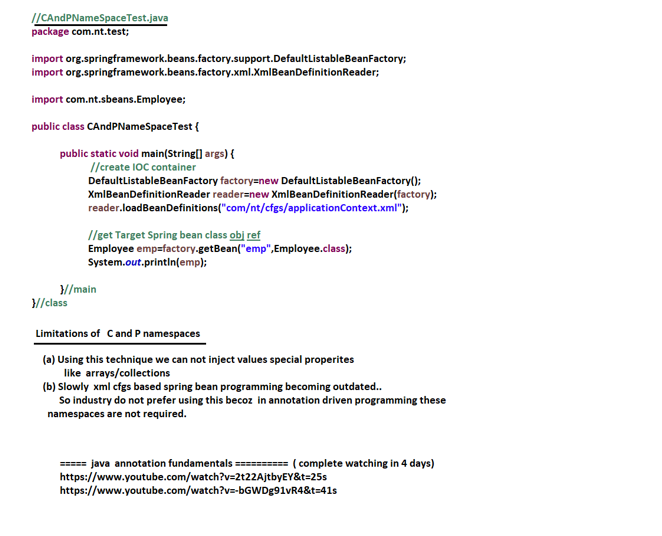 //CAndPNameSpaceTest.java
package com.nt.test;
import org.springframework.beans.factory.support.DefaultListableBeanFactory;
import org.springframework.beans.factory.xml.XmlBeanDefinitionReader;
import com.nt.sbeans.Employee;
public class CAndPNameSpaceTest {
public static void main(String[] args) {
//create IOC container
DefaultListableBeanFactory factory=new DefaultListableBeanFactory();
XmlBeanDefinitionReader reader=new XmlBeanDefinitionReader(factory);
reader.loadBeanDefinitions("com/nt/cfgs/applicationContext.xml");
//get Target Spring bean class obj ref
Employee emp=factory.getBean("emp",Employee.class);
System.out.println(emp);
}//main
}//class
Limitations of C and P namespaces
(a) Using this technique we can not inject values special properites
like arrays/collections
(b) Slowly xml cfgs based spring bean programming becoming outdated..
So industry do not prefer using this becoz in annotation driven programming these
namespaces are not required.
===== java annotation fundamentals ========== ( complete watching in 4 days)
https://www.youtube.com/watch?v=2t22AjtbyEY&t=25s
https://www.youtube.com/watch?v=-bGWDg91vR4&t=41s